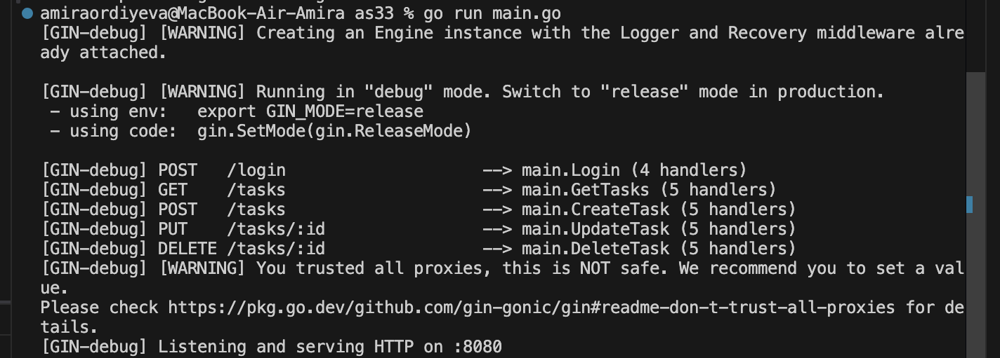 amiraordiyeva@MacBook-Air-Amira as33 % go run main.go
[GIN-debug] [WARNING] Creating an Engine instance with the Logger and Recovery middleware alre
ady attached.
[GIN-debug] [WARNING] Running in "debug" mode. Switch to "release" mode in production.
 - using env:   export GIN_MODE=release
 - using code:  gin.SetMode(gin.ReleaseMode)
[GIN-debug] POST   /login                    --> main.Login (4 handlers)
[GIN-debug] GET    /tasks                    --> main.GetTasks (5 handlers)
[GIN-debug] POST   /tasks                    --> main.CreateTask (5 handlers)
[GIN-debug] PUT    /tasks/:id                --> main.UpdateTask (5 handlers)
[GIN-debug] DELETE /tasks/:id                --> main.DeleteTask (5 handlers)
[GIN-debug] [WARNING] You trusted all proxies, this is NOT safe. We recommend you to set a val
ue.
Please check https://pkg.go.dev/github.com/gin-gonic/gin#readme-don-t-trust-all-proxies for de
tails.
[GIN-debug] Listening and serving HTTP on :8080